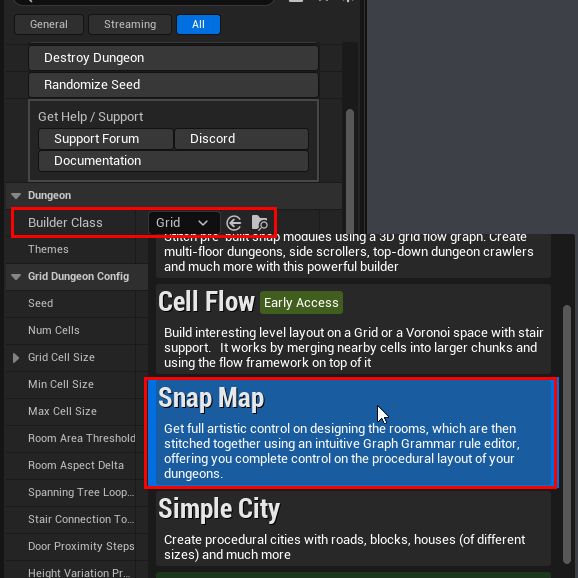 General
Streaming
All
Destroy Dungeon
Randomize Seed
Get Help / Support
Support Forum
Discord
Documentation
Dungeon
Builder Class
Grid
Themes
Grid Dungeon Config
Seed
Num Cells
Grid Cell Size
Min Cell Size
Max Cell Size
Room Area Threshold
Room Aspect Delta
Spanning Tree Loop...
Stair Connection To...
Door Proximity Steps
Height Variation Pr...
Stitch pre-built snap modules using a 3D grid flow graph. Create
multi-floor dungeons, side scrollers, top-down dungeon crawlers
and much more with this powerful builder
Cell Flow
Early Access
Build interesting level layout on a Grid or a Voronoi space with stair
support. It works by merging nearby cells into larger chunks and
using the flow framework on top of it
Snap Map
Get full artistic control on designing the rooms, which are then
stitched together using an intuitive Graph Grammar rule editor,
offering you complete control on the procedural layout of your
dungeons.
Simple City
Create procedural cities with roads, blocks, houses (of different
sizes) and much more